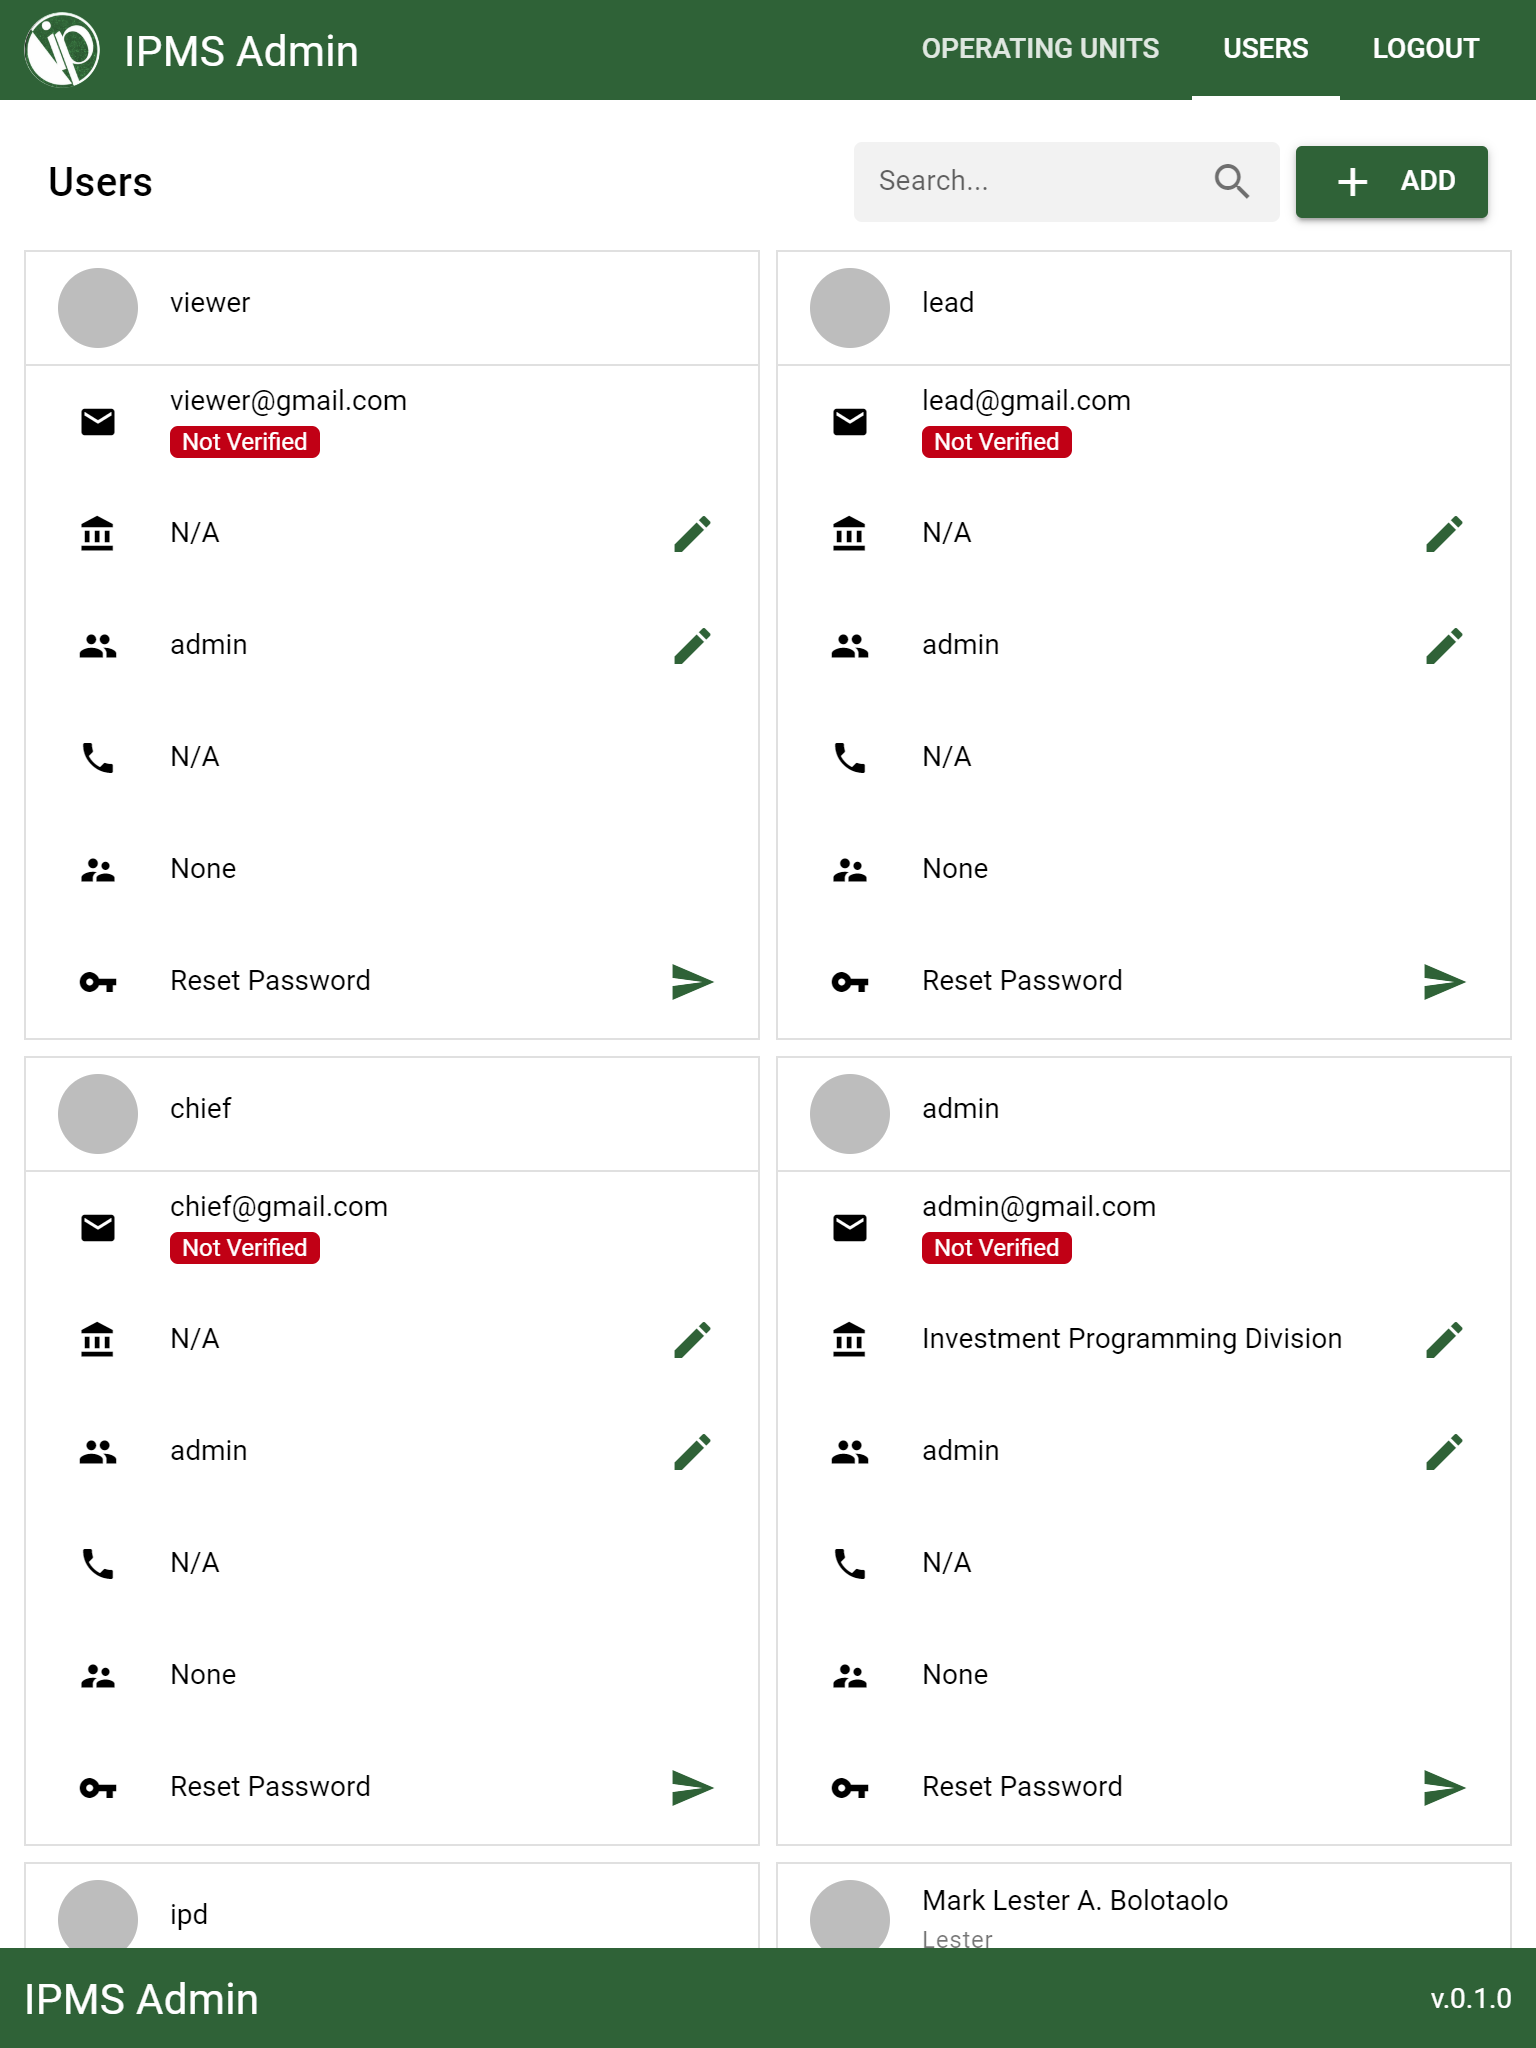 IPMS Admin
OPERATING UNITS
USERS
LOGOUT
Users
Search...
ADD
viewer
viewer@gmail.com
Not Verified
N/A
admin
N/A
None
Reset Password
lead
lead@gmail.com
Not Verified
N/A
admin
N/A
None
Reset Password
chief
chief@gmail.com
Not Verified
N/A
admin
N/A
None
Reset Password
admin
admin@gmail.com
Not Verified
Investment Programming Division
admin
N/A
None
Reset Password
ipd
Mark Lester A. Bolotaolo
Lester
IPMS Admin
v.0.1.0